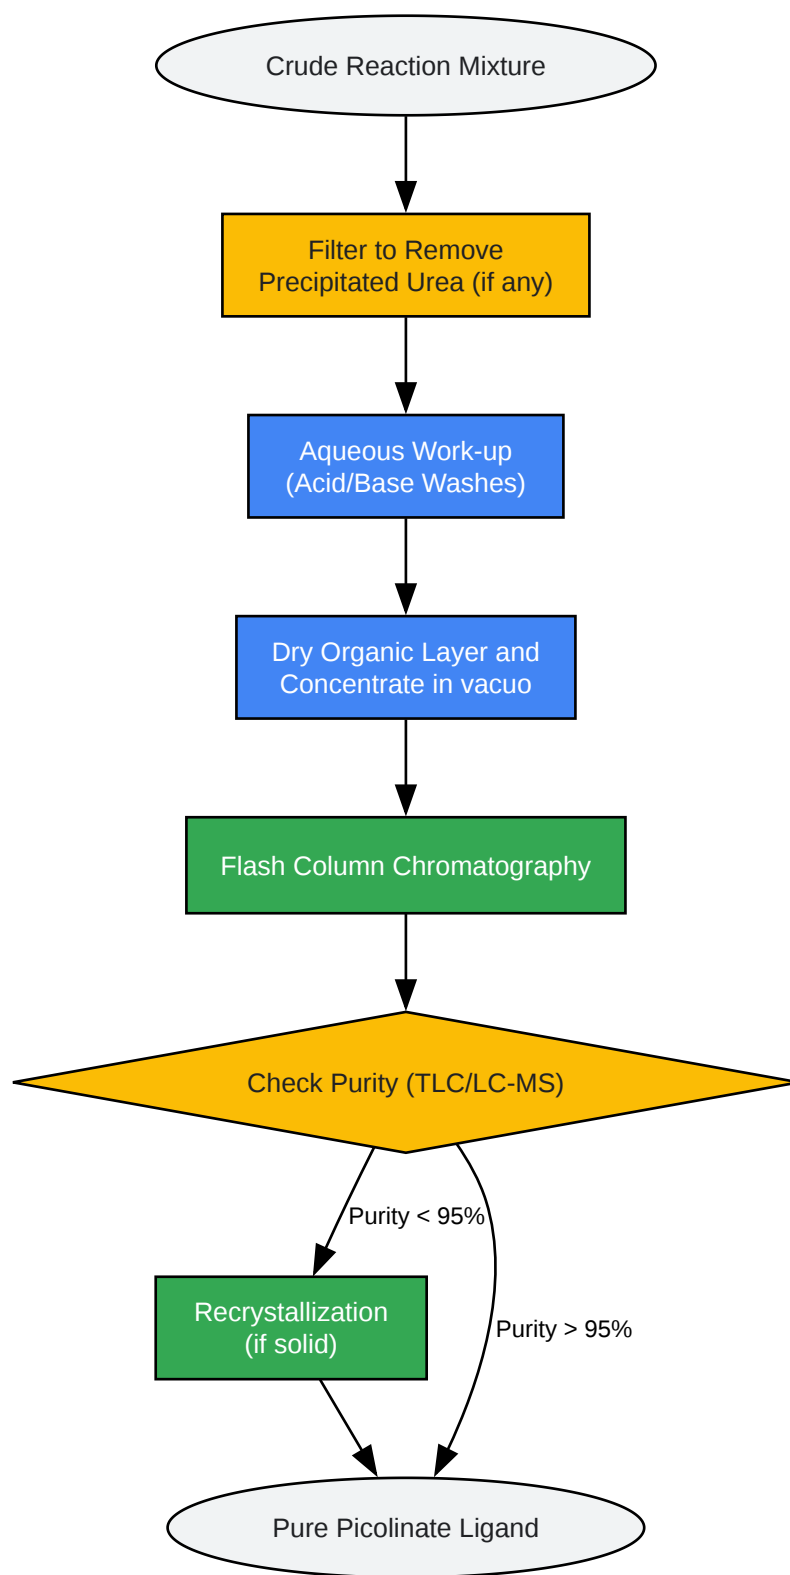 Crude Reaction Mixture
Filter to Remove
Precipitated Urea (if any)
Aqueous Work-up
(Acid/Base Washes)
Dry Organic Layer and
Concentrate in vacuo
Flash Column Chromatography
Check Purity (TLC/LC-MS)
Purity < 95%
Recrystallization
(if solid)
Purity > 95%
Pure Picolinate Ligand